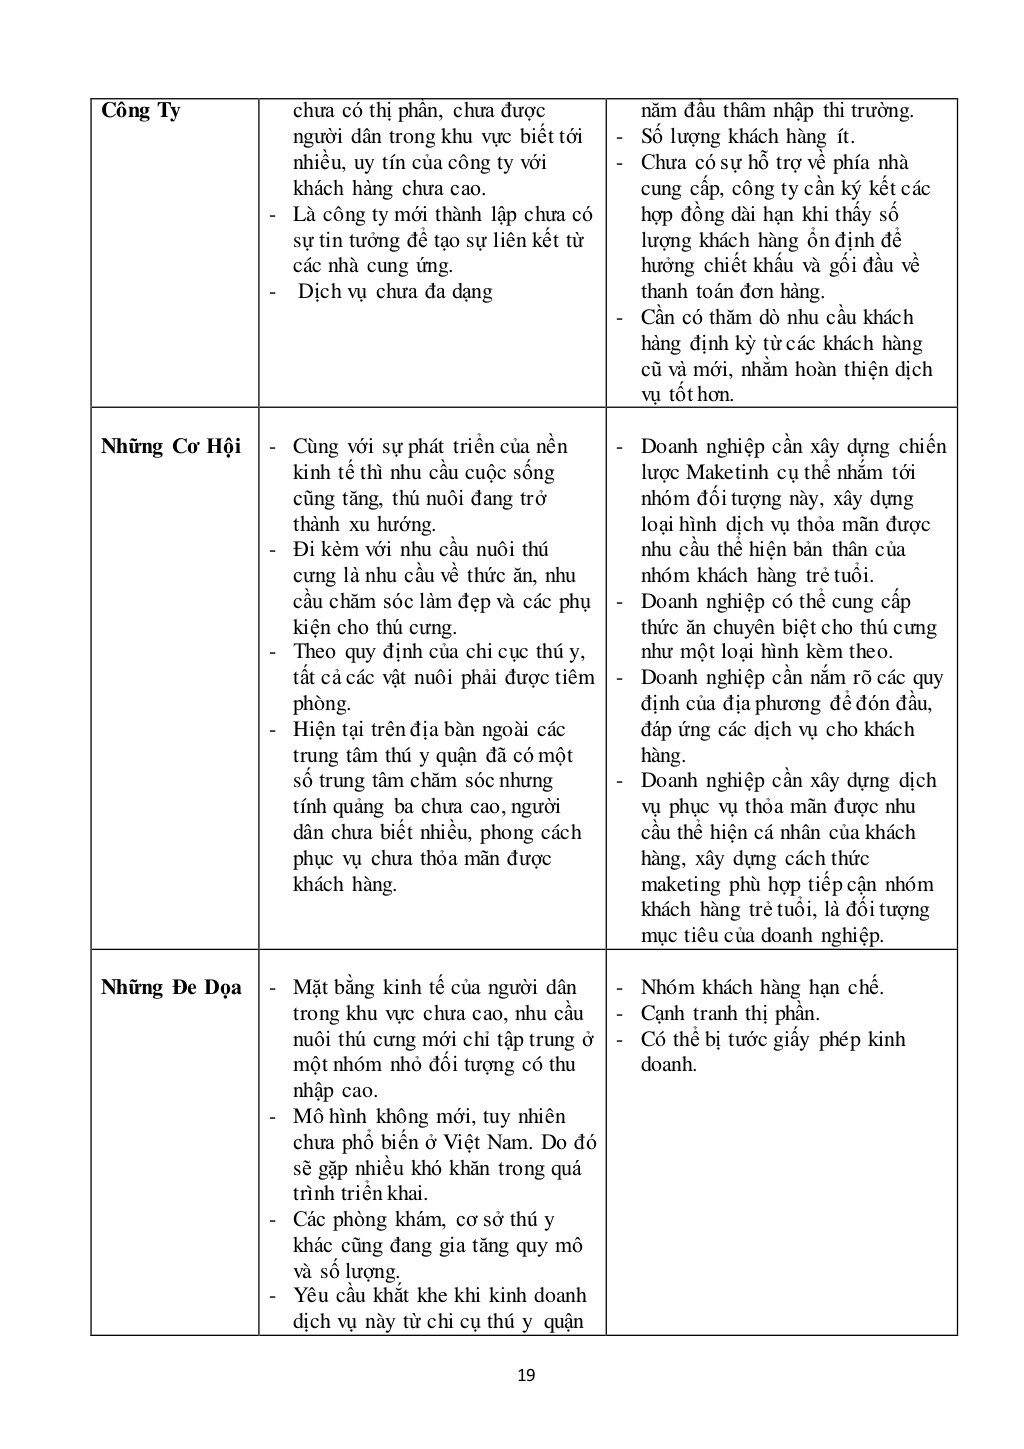 Công Ty
chưa có thị phần, chưa được
người dân trong khu vực biết tới
nhiều, uy tín của công ty với
khách hàng chưa cao.
- Là công ty mới thành lập chưa có
sự tin tưởng để tạo sự liên kết từ
các nhà cung ứng.
- Dịch vụ chưa đa dạng
năm đầu thâm nhập thi trường.
- Số lượng khách hàng ít.
- Chưa có sự hỗ trợ về phía nhà
cung cấp, công ty cần ký kết các
hợp đồng dài hạn khi thấy số
lượng khách hàng ổn định để
hưởng chiết khấu và gối đầu về
thanh toán đơn hàng.
- Cần có thăm dò nhu cầu khách
hàng định kỳ từ các khách hàng
cũ và mới, nhằm hoàn thiện dịch
vụ tốt hơn.
Những Cơ Hội
- Cùng với sự phát triển của nền
kinh tế thì nhu cầu cuộc sống
cũng tăng, thú nuôi đang trở
thành xu hướng.
- Đi kèm với nhu cầu nuôi thú
cưng là nhu cầu về thức ăn, nhu
cầu chăm sóc làm đẹp và các phụ
kiện cho thú cưng.
- Theo quy định của chi cục thú y,
tất cả các vật nuôi phải được tiêm
phòng.
- Hiện tại trên địa bàn ngoài các
trung tâm thú y quận đã có một
số trung tâm chăm sóc nhưng
tính quảng ba chưa cao, người
dân chưa biết nhiều, phong cách
phục vụ chưa thỏa mãn được
khách hàng.
- Doanh nghiệp cần xây dựng chiến
lược Maketinh cụ thể nhắm tới
nhóm đối tượng này, xây dựng
loại hình dịch vụ thỏa mãn được
nhu cầu thể hiện bản thân của
nhóm khách hàng trẻ tuổi.
- Doanh nghiệp có thể cung cấp
thức ăn chuyên biệt cho thú cưng
như một loại hình kèm theo.
- Doanh nghiệp cần nắm rõ các quy
định của địa phương để đón đầu,
đáp ứng các dịch vụ cho khách
hàng.
- Doanh nghiệp cần xây dựng dịch
vụ phục vụ thỏa mãn được nhu
cầu thể hiện cá nhân của khách
hàng, xây dựng cách thức
maketing phù hợp tiếp cận nhóm
khách hàng trẻ tuổi, là đối tượng
mục tiêu của doanh nghiệp.
Những Đe Dọa
- Mặt bằng kinh tế của người dân
trong khu vực chưa cao, nhu cầu
nuôi thú cưng mới chỉ tập trung ở
một nhóm nhỏ đối tượng có thu
nhập cao.
- Mô hình không mới, tuy nhiên
chưa phổ biến ở Việt Nam. Do đó
sẽ gặp nhiều khó khăn trong quá
trình triển khai.
- Các phòng khám, cơ sở thú y
khác cũng đang gia tăng quy mô
và số lượng.
- Yêu cầu khắt khe khi kinh doanh
dịch vụ này từ chi cụ thú y quận
- Nhóm khách hàng hạn chế.
- Cạnh tranh thị phần.
- Có thể bị tước giấy phép kinh
doanh.
19